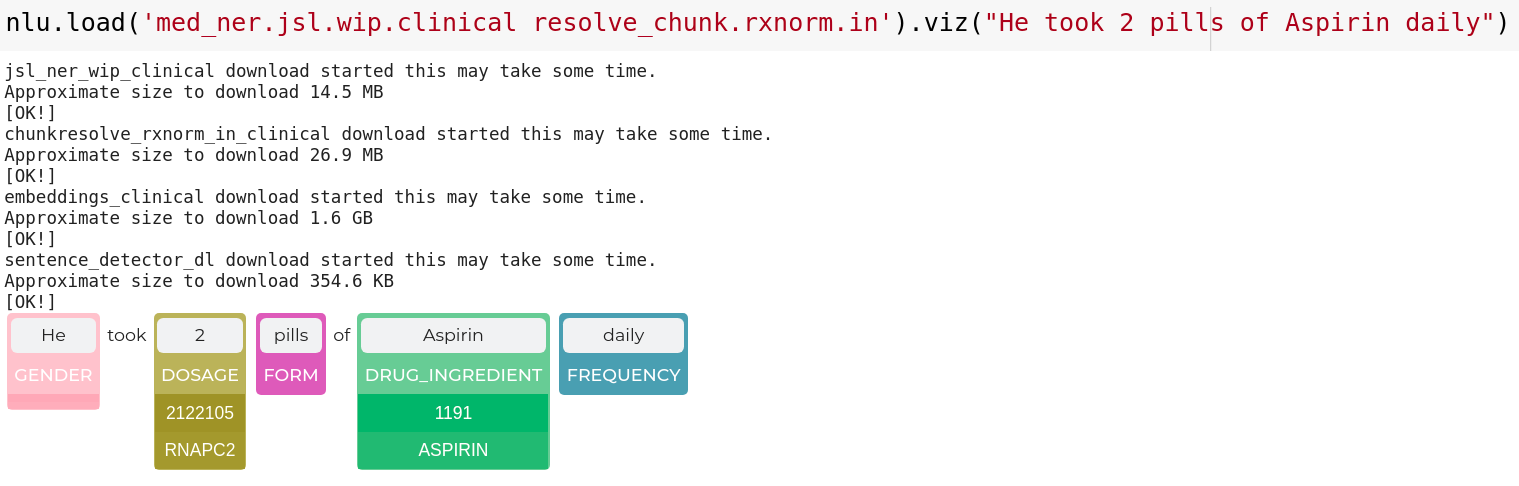 nlu.load('med_ner.jsl.wip.clinical resolve_chunk.rxnorm.in').viz("He took 2 pills of Aspirin daily")
jsl_ner_wip_clinical download started this may take some time.
Approximate size to download 14.5 MB
[OK!]
chunkresolve_rxnorm_in_clinical download started this may take some time.
Approximate size to download 26.9 MB
[OK!]
embeddings_clinical download started this may take some time.
Approximate size to download 1.6 GB
[OK!]
sentence_detector_dl download started this may take some time.
Approximate size to download 354.6 KB
[OK!]
He took 2 pills of Aspirin daily
GENDER DOSAGE FORM DRUG_INGREDIENT FREQUENCY
2122105 1191
RNAPC2 ASPIRIN